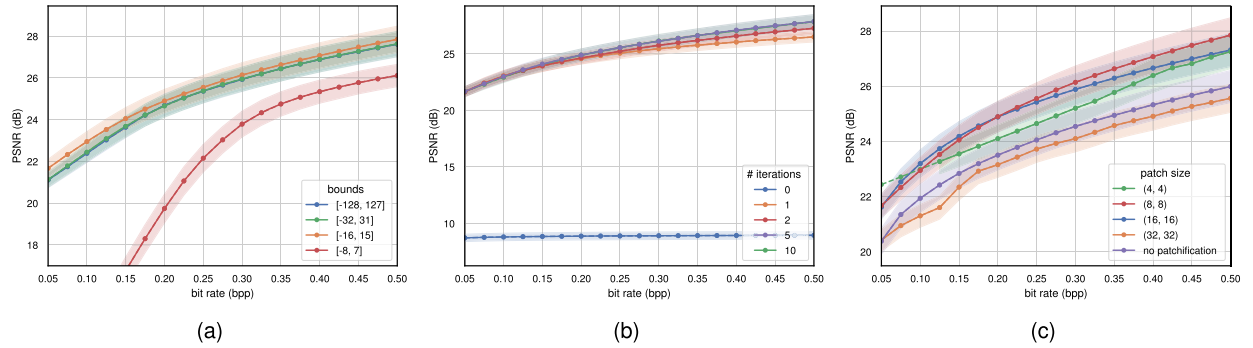 28
26
24
22
20
18
PSNR (dB)
bounds
[-128, 127]
[-32, 31]
[-16, 15]
[-8, 7]
0.05 0.10 0.15 0.20 0.25 0.30 0.35 0.40 0.45 0.50
bit rate (bpp)
(a)
25
20
15
10
PSNR (dB)
# iterations
0
1
2
5
10
0.05 0.10 0.15 0.20 0.25 0.30 0.35 0.40 0.45 0.50
bit rate (bpp)
(b)
28
26
24
22
20
PSNR (dB)
patch size
(4, 4)
(8, 8)
(16, 16)
(32, 32)
no patchification
0.05 0.10 0.15 0.20 0.25 0.30 0.35 0.40 0.45 0.50
bit rate (bpp)
(c)